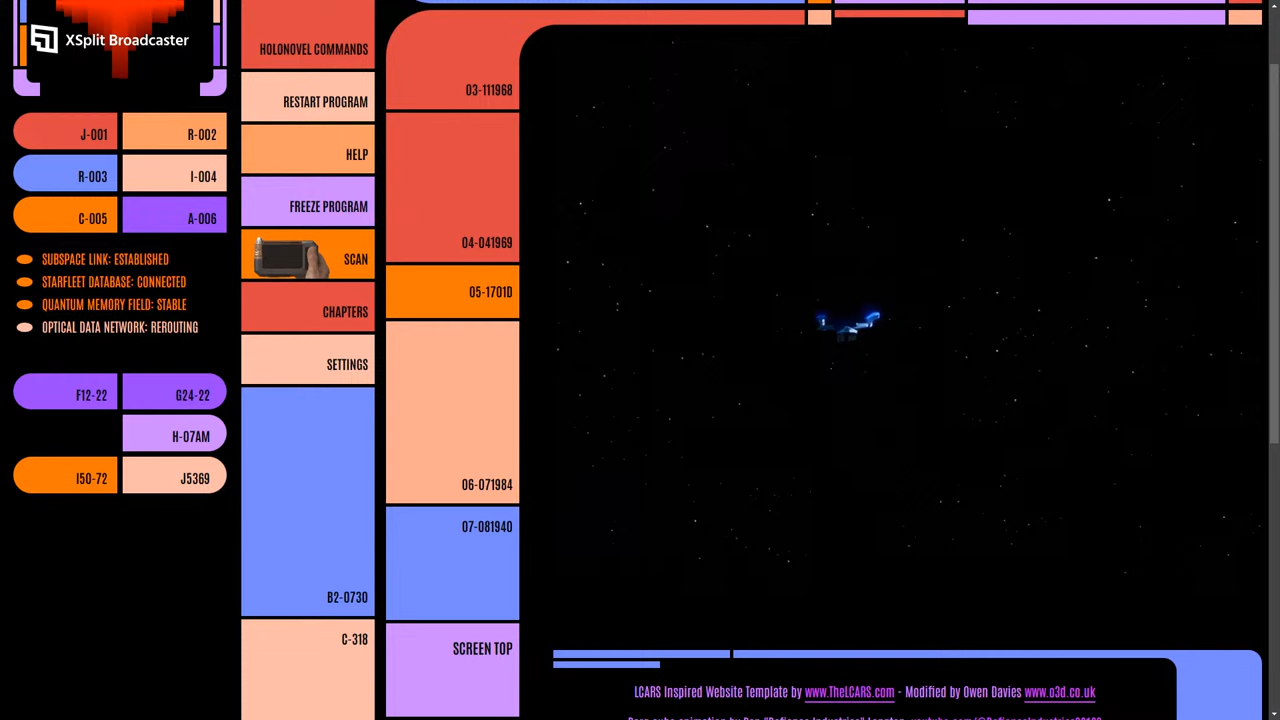 XSplit Broadcaster
J-001
R-002
R-003
I-004
C-005
A-006
SUBSPACE LINK: ESTABLISHED
STARFLEET DATABASE: CONNECTED
QUANTUM MEMORY FIELD: STABLE
OPTICAL DATA NETWORK: REROUTING
F12-22
G24-22
H-07AM
I50-72
J5369
HOLONOVEL COMMANDS
RESTART PROGRAM
HELP
FREEZE PROGRAM
SCAN
CHAPTERS
SETTINGS
B2-0730
C-318
03-111968
04-041969
05-1701D
06-071984
07-081940
SCREEN TOP
LCARS Inspired Website Template by www.TheLCARS.com - Modified by Owen Davies www.o3d.co.uk